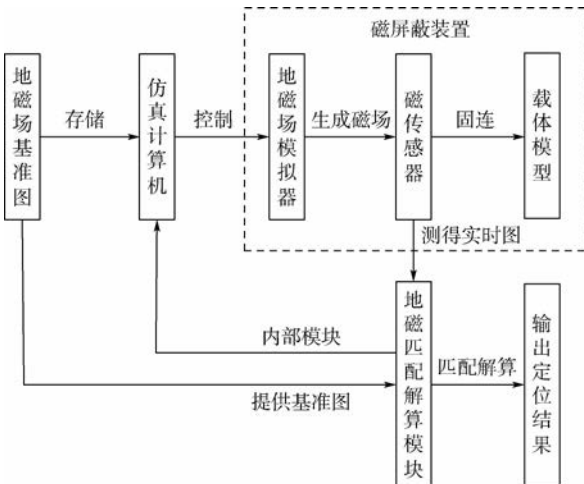 磁屏蔽装置
地磁场基准图
存储
仿真计算机
控制
地磁场模拟器
生成磁场
磁传感器
固连
载体模型
测得实时图
内部模块
提供基准图
地磁匹配解算模块
匹配解算
输出定位结果